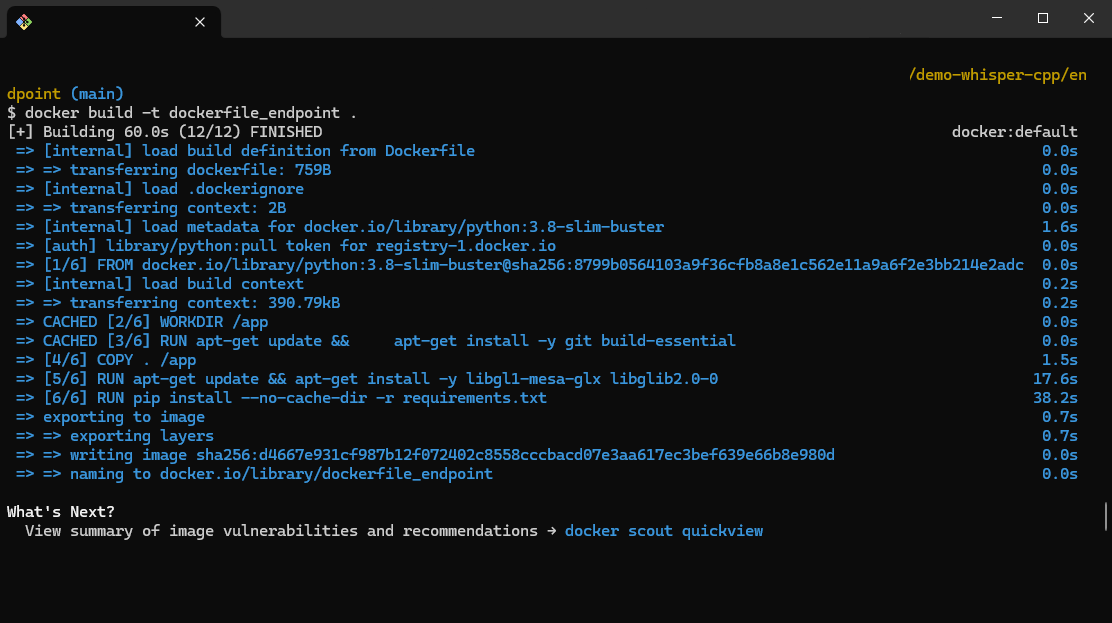 /demo-whisper-cpp/en
dpoint (main)
$ docker build -t dockerfile_endpoint .
[+] Building 60.0s (12/12) FINISHED docker:default
=> [internal] load build definition from Dockerfile 0.0s
=> => transferring dockerfile: 759B 0.0s
=> [internal] load .dockerignore 0.0s
=> => transferring context: 2B 0.0s
=> [internal] load metadata for docker.io/library/python:3.8-slim-buster 1.6s
=> [auth] library/python:pull token for registry-1.docker.io 0.0s
=> [1/6] FROM docker.io/library/python:3.8-slim-buster@sha256:8799b0564103a9f36cfb8a8e1c562e11a9a6f2e3bb214e2adc 0.0s
=> [internal] load build context 0.2s
=> => transferring context: 390.79kB 0.2s
=> CACHED [2/6] WORKDIR /app 0.0s
=> CACHED [3/6] RUN apt-get update &&     apt-get install -y git build-essential 0.0s
=> [4/6] COPY . /app 1.5s
=> [5/6] RUN apt-get update && apt-get install -y libgl1-mesa-glx libglib2.0-0 17.6s
=> [6/6] RUN pip install --no-cache-dir -r requirements.txt 38.2s
=> exporting to image 0.7s
=> => exporting layers 0.7s
=> => writing image sha256:d4667e931cf987b12f072402c8558cccbacd07e3aa617ec3bef639e66b8e980d 0.0s
=> => naming to docker.io/library/dockerfile_endpoint 0.0s
What's Next?
View summary of image vulnerabilities and recommendations → docker scout quickview